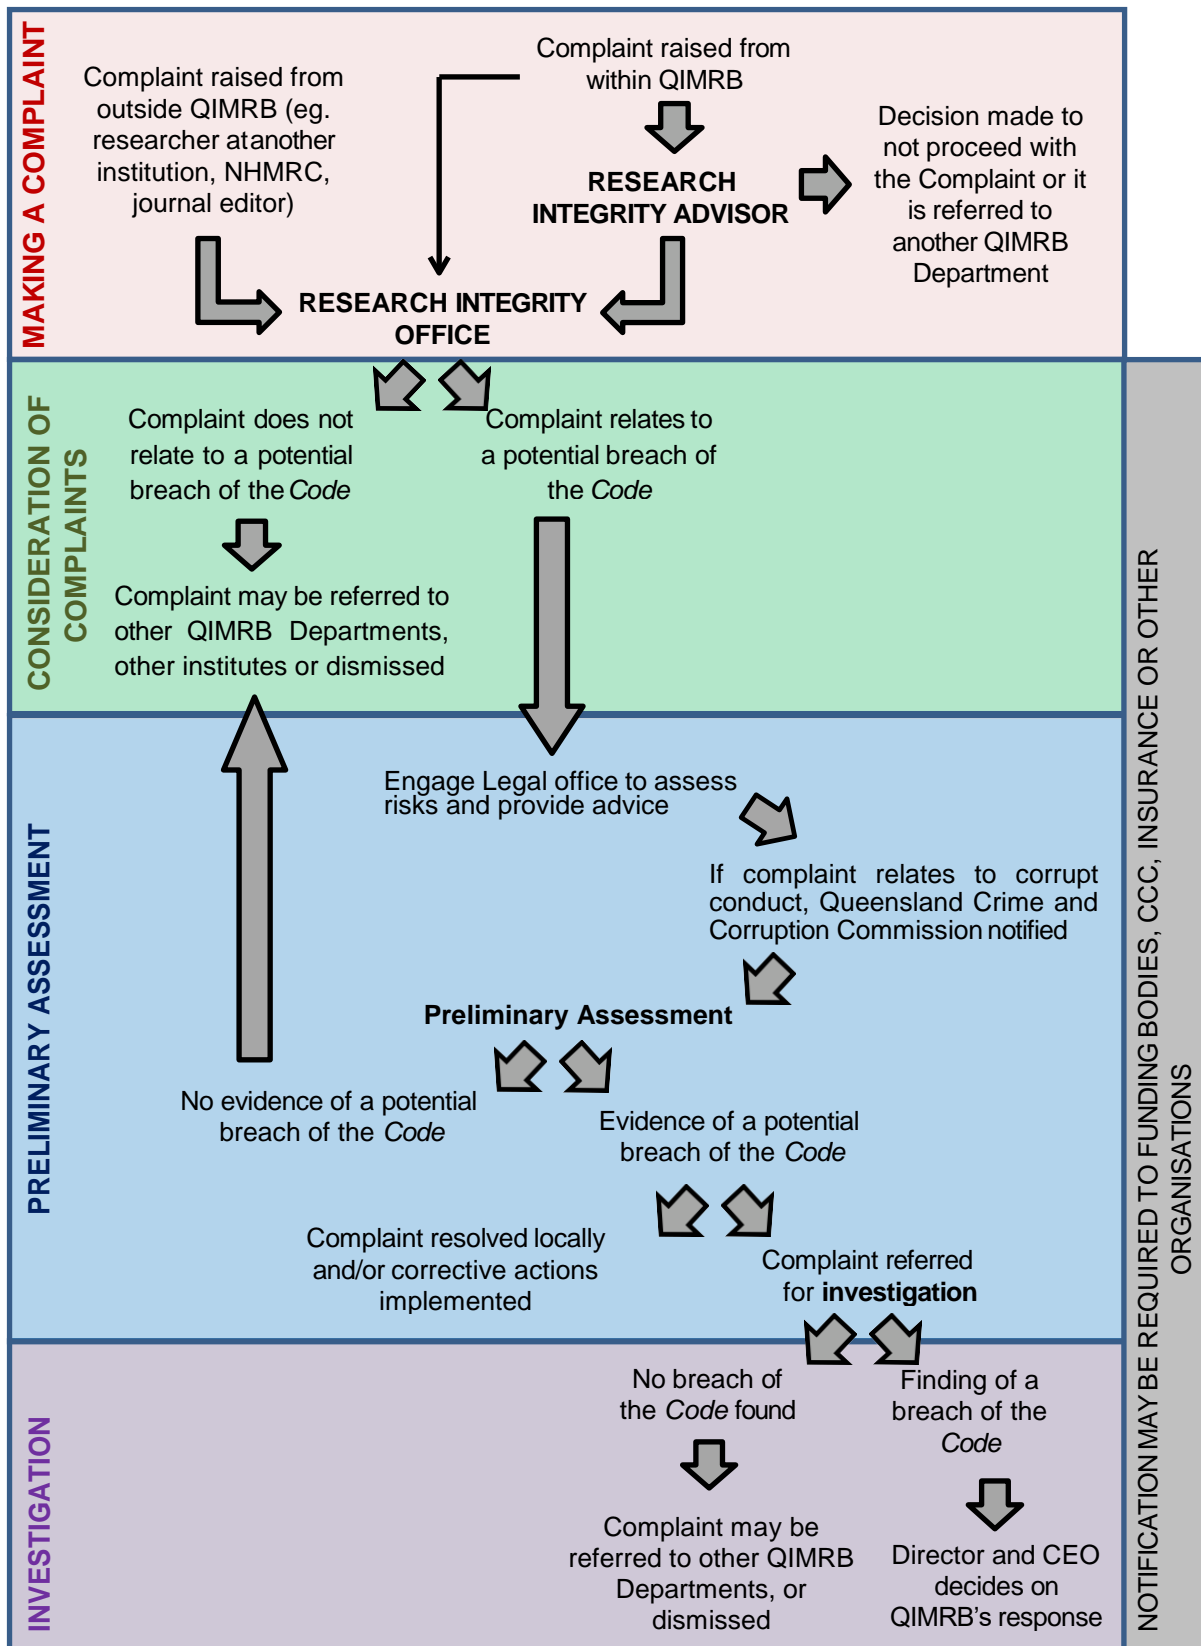 MAKING A COMPLAINT
Complaint raised from
outside QIMRB (eg.
researcher atanother
institution, NHMRC,
journal editor)
Complaint raised from
within QIMRB
RESEARCH
INTEGRITY ADVISOR
Decision made to
not proceed with
the Complaint or it
is referred to
another QIMRB
Department
RESEARCH INTEGRITY
OFFICE
CONSIDERATION OF
COMPLAINTS
Complaint does not
relate to a potential
breach of the Code
Complaint relates to
a potential breach of
the Code
Complaint may be referred to
other QIMRB Departments,
other institutes or dismissed
PRELIMINARY ASSESSMENT
Engage Legal office to assess
risks and provide advice
If complaint relates to corrupt
conduct, Queensland Crime and
Corruption Commission notified
Preliminary Assessment
No evidence of a potential
breach of the Code
Evidence of a potential
breach of the Code
Complaint resolved locally
and/or corrective actions
implemented
Complaint referred
for investigation
INVESTIGATION
No breach of
the Code found
Finding of a
breach of the
Code
Complaint may be
referred to other QIMRB
Departments, or
dismissed
Director and CEO
decides on
QIMRB's response
NOTIFICATION MAY BE REQUIRED TO FUNDING BODIES, CCC, INSURANCE OR OTHER
ORGANISATIONS